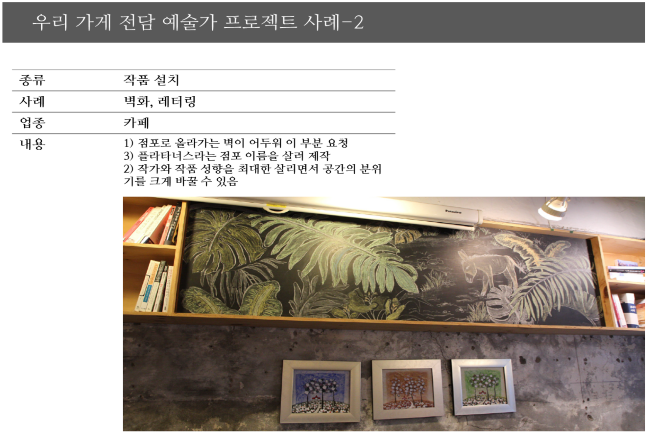 우리 가게 전담 예술가 프로젝트 사례-2
종류 작품 설치
사례 벽화, 레터링
업종 카페
내용 1) 점포로 올라가는 벽이 어두워 이 부분 요청
3) 플라타너스라는 점포 이름을 살려 제작
2) 작가와 작품 성향을 최대한 살리면서 공간의 분위
기를 크게 바꿀 수 있음